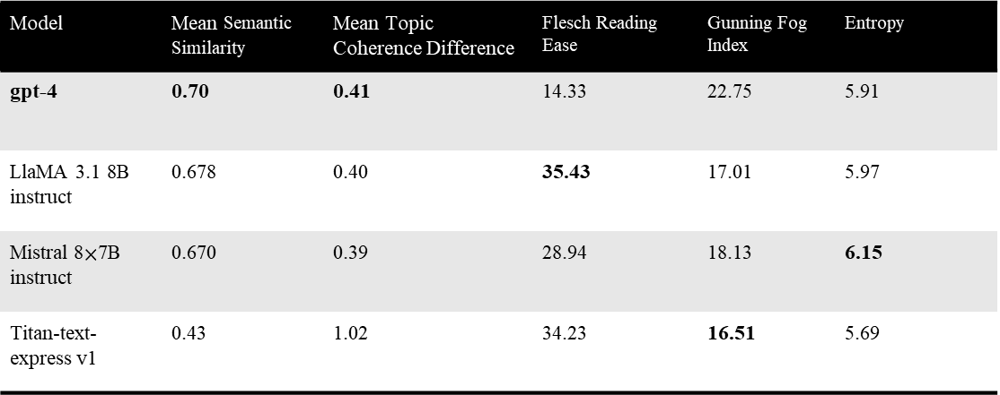 Model Mean Semantic Mean Topic Flesch Reading Gunning Fog Entropy
Similarity Coherence Difference Ease Index
gpt-4 0.70 0.41 14.33 22.75 5.91
LlaMA 3.1 8B 0.678 0.40 35.43 17.01 5.97
instruct
Mistral 8×7B 0.670 0.39 28.94 18.13 6.15
instruct
Titan-text- 0.43 1.02 34.23 16.51 5.69
express v1